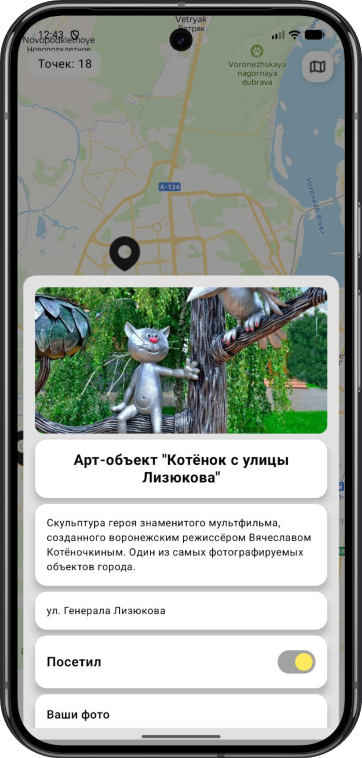 Vetryak
Ветряк
12:43
Novopodkletnoye
Новоподклетное
Точек: 18
Voronezhskaya
nagornaya
dubrava
A-134
Voronezh River
Арт-объект "Котёнок с улицы
Лизюкова"
Скульптура героя знаменитого мультфильма,
созданного воронежским режиссёром Вячеславом
Котёночкиным. Один из самых фотографируемых
объектов города.
ул. Генерала Лизюкова
Посетил
Ваши фото